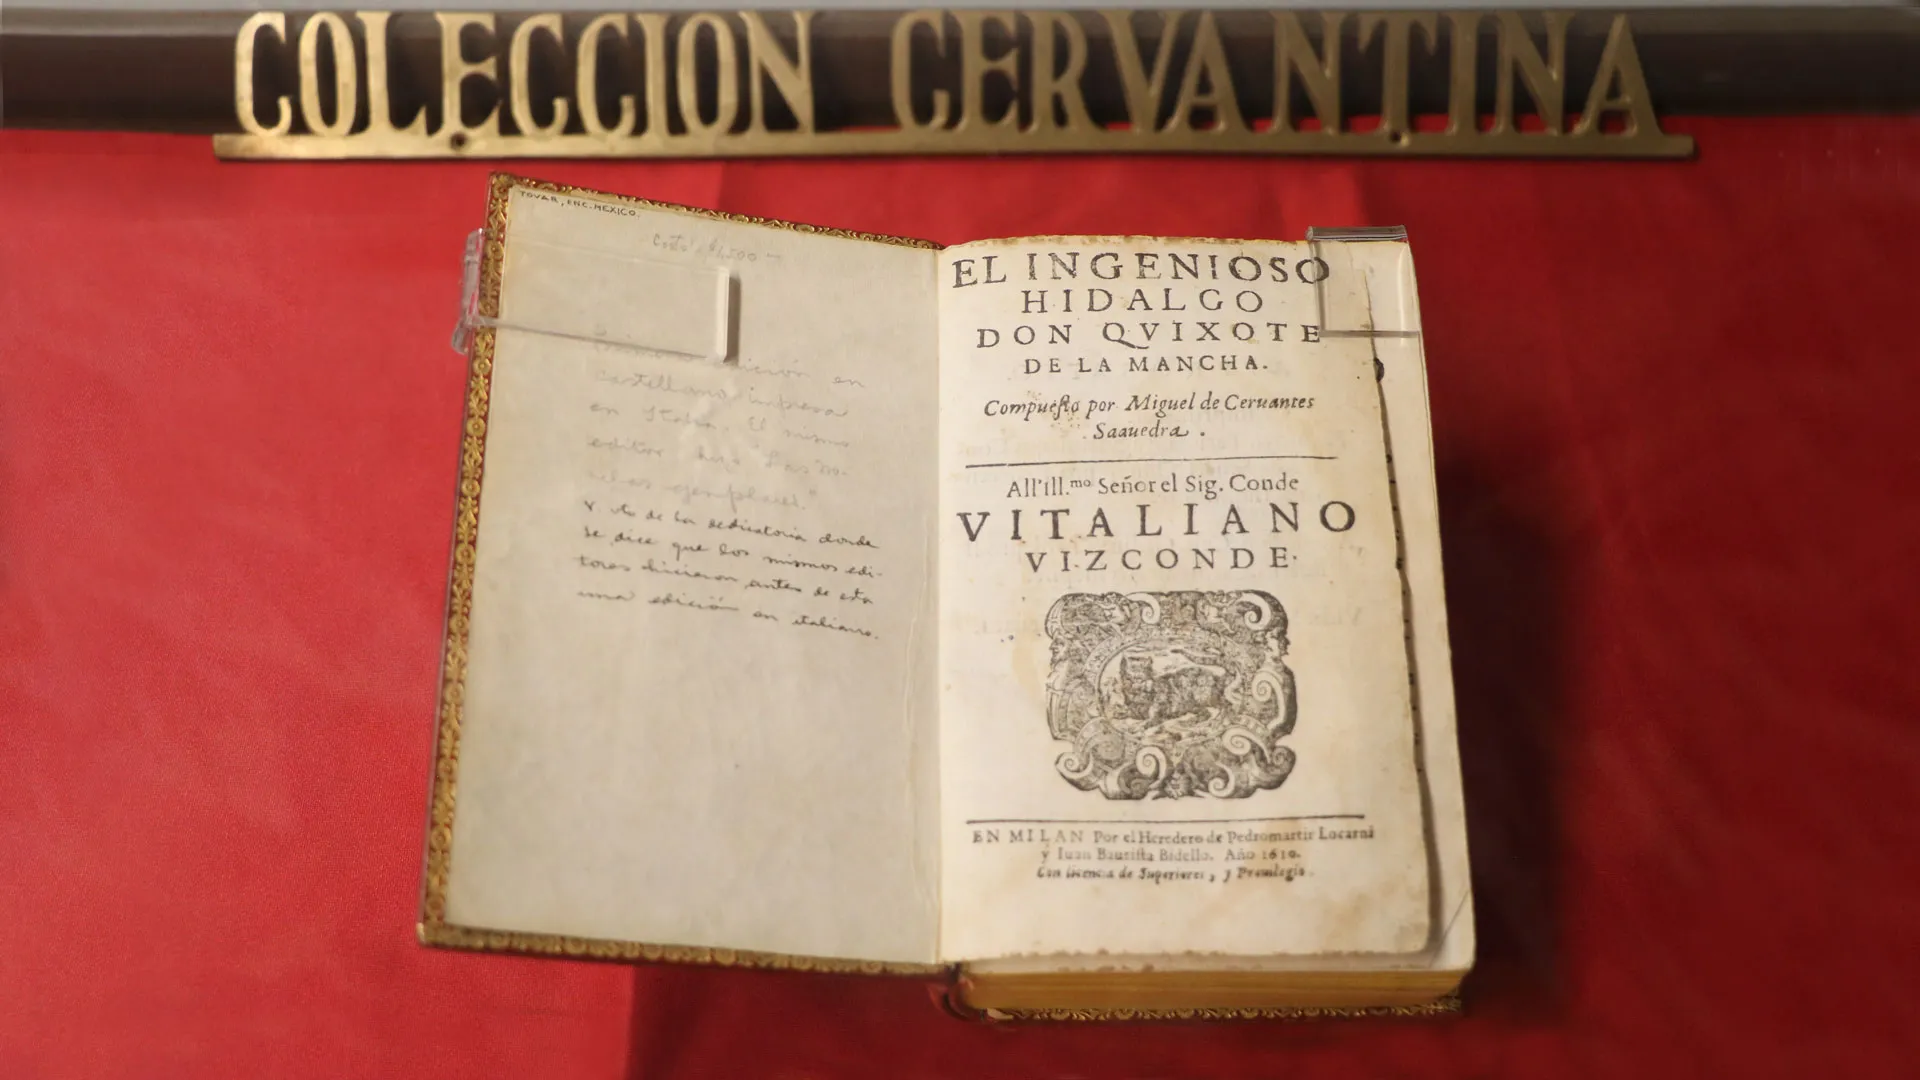 COLECCION CERVANTINA
TOVAR, ENC. MEXICO.
Costó
edición en
castellano impresa
en Italia. El mismo
editor hizo "Las no-
velas ejemplares."
de la dedicatoria donde
se dice que los mismos edi-
tores hicieron antes de esta
una edición en italiano.
EL INGENIOSO
HIDALGO
DON QVIXOTE
DE LA MANCHA.
Compuesto por Miguel de Ceruantes
Saauedra.
All'Ill.mo Señor el Sig. Conde
VITALIANO
VIZCONDE.
EN MILAN Por el Heredero de Pedromartir Locarni
y Iuan Bautista Bidello. Año 1610.
Con licencia de Superiores, y Preuilegio.